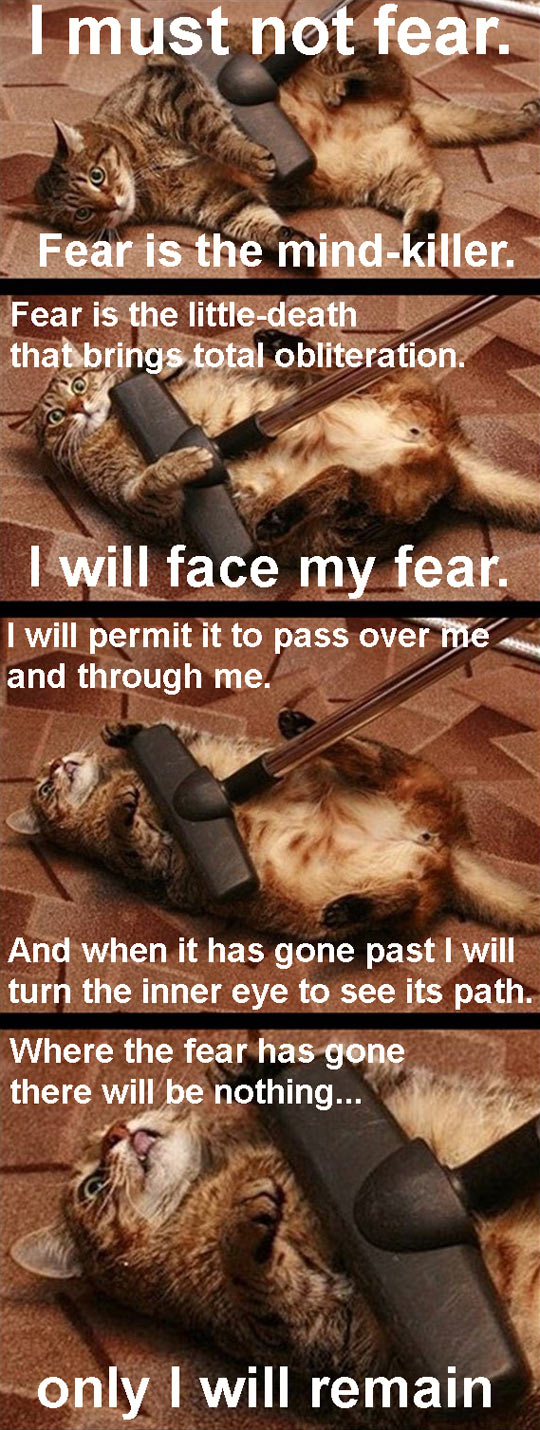 I must not fear.
Fear is the mind-killer.
Fear is the little-death
that brings total obliteration.
I will face my fear.
I will permit it to pass over me
and through me.
And when it has gone past I will
turn the inner eye to see its path.
Where the fear has gone
there will be nothing...
only I will remain